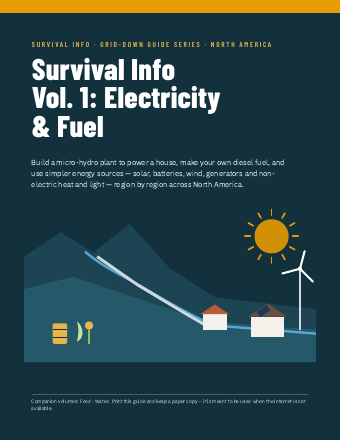 SURVIVAL INFO · GRID-DOWN GUIDE SERIES · NORTH AMERICA
Survival Info
Vol. 1: Electricity
& Fuel
Build a micro-hydro plant to power a house, make your own diesel fuel, and
use simpler energy sources — solar, batteries, wind, generators and non-
electric heat and light — region by region across North America.
Companion volumes: Food · Water. Print this guide and keep a paper copy — it is meant to be used when the internet is not
available.